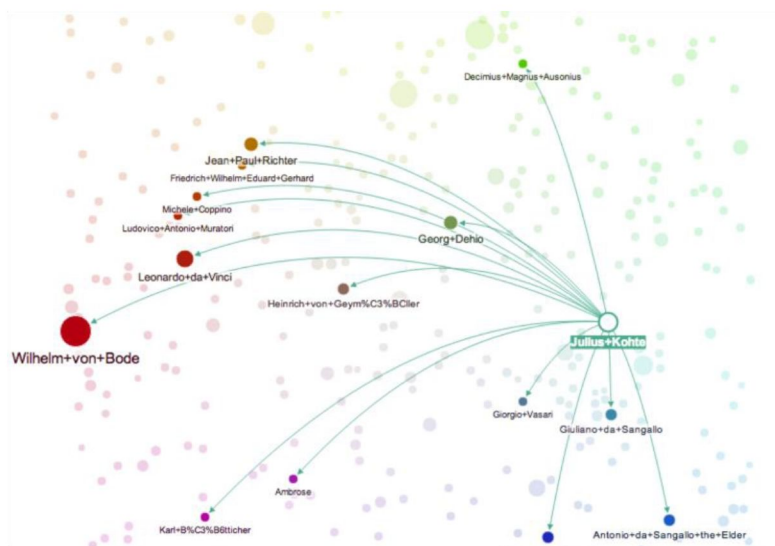 Decimius+Magnus+Ausonius
Jean+Paul+Richter
Friedrich+Wilhelm+Eduard+Gerhard
Michele+Coppino
Ludovico+Antonio+Muratori
Georg+Dehio
Leonardo+da+Vinci
Heinrich+von+Geym%C3%BCller
Wilhelm+von+Bode
Julius+Kohte
Giorgio+Vasari
Giuliano+da+Sangallo
Ambrose
Karl+B%C3%B6tticher
Antonio+da+Sangallo+the+Elder